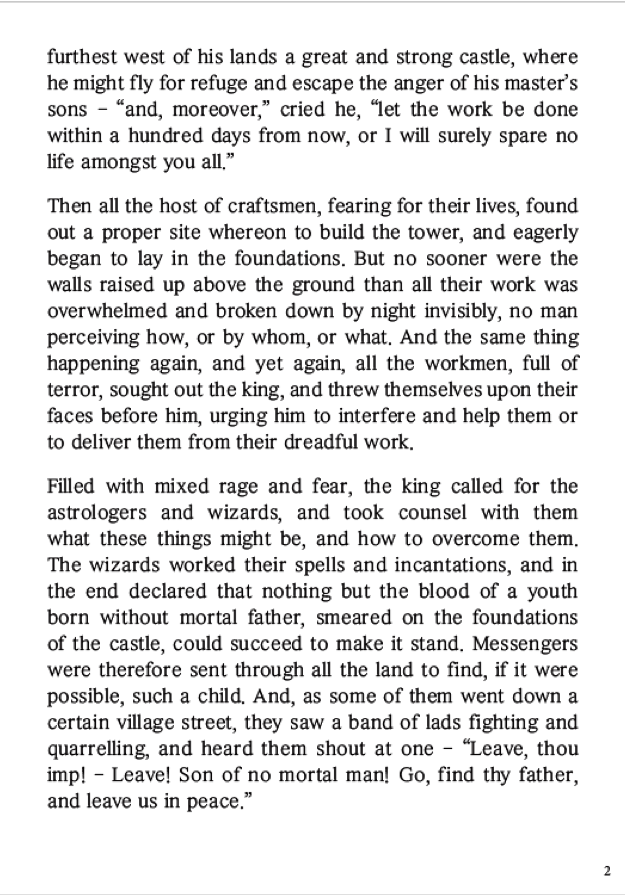 furthest west of his lands a great and strong castle, where
he might fly for refuge and escape the anger of his master's
sons – “and, moreover,” cried he, “let the work be done
within a hundred days from now, or I will surely spare no
life amongst you all.”
Then all the host of craftsmen, fearing for their lives, found
out a proper site whereon to build the tower, and eagerly
began to lay in the foundations. But no sooner were the
walls raised up above the ground than all their work was
overwhelmed and broken down by night invisibly, no man
perceiving how, or by whom, or what. And the same thing
happening again, and yet again, all the workmen, full of
terror, sought out the king, and threw themselves upon their
faces before him, urging him to interfere and help them or
to deliver them from their dreadful work.
Filled with mixed rage and fear, the king called for the
astrologers and wizards, and took counsel with them
what these things might be, and how to overcome them.
The wizards worked their spells and incantations, and in
the end declared that nothing but the blood of a youth
born without mortal father, smeared on the foundations
of the castle, could succeed to make it stand. Messengers
were therefore sent through all the land to find, if it were
possible, such a child. And, as some of them went down a
certain village street, they saw a band of lads fighting and
quarrelling, and heard them shout at one – “Leave, thou
imp! – Leave! Son of no mortal man! Go, find thy father,
and leave us in peace.”
2